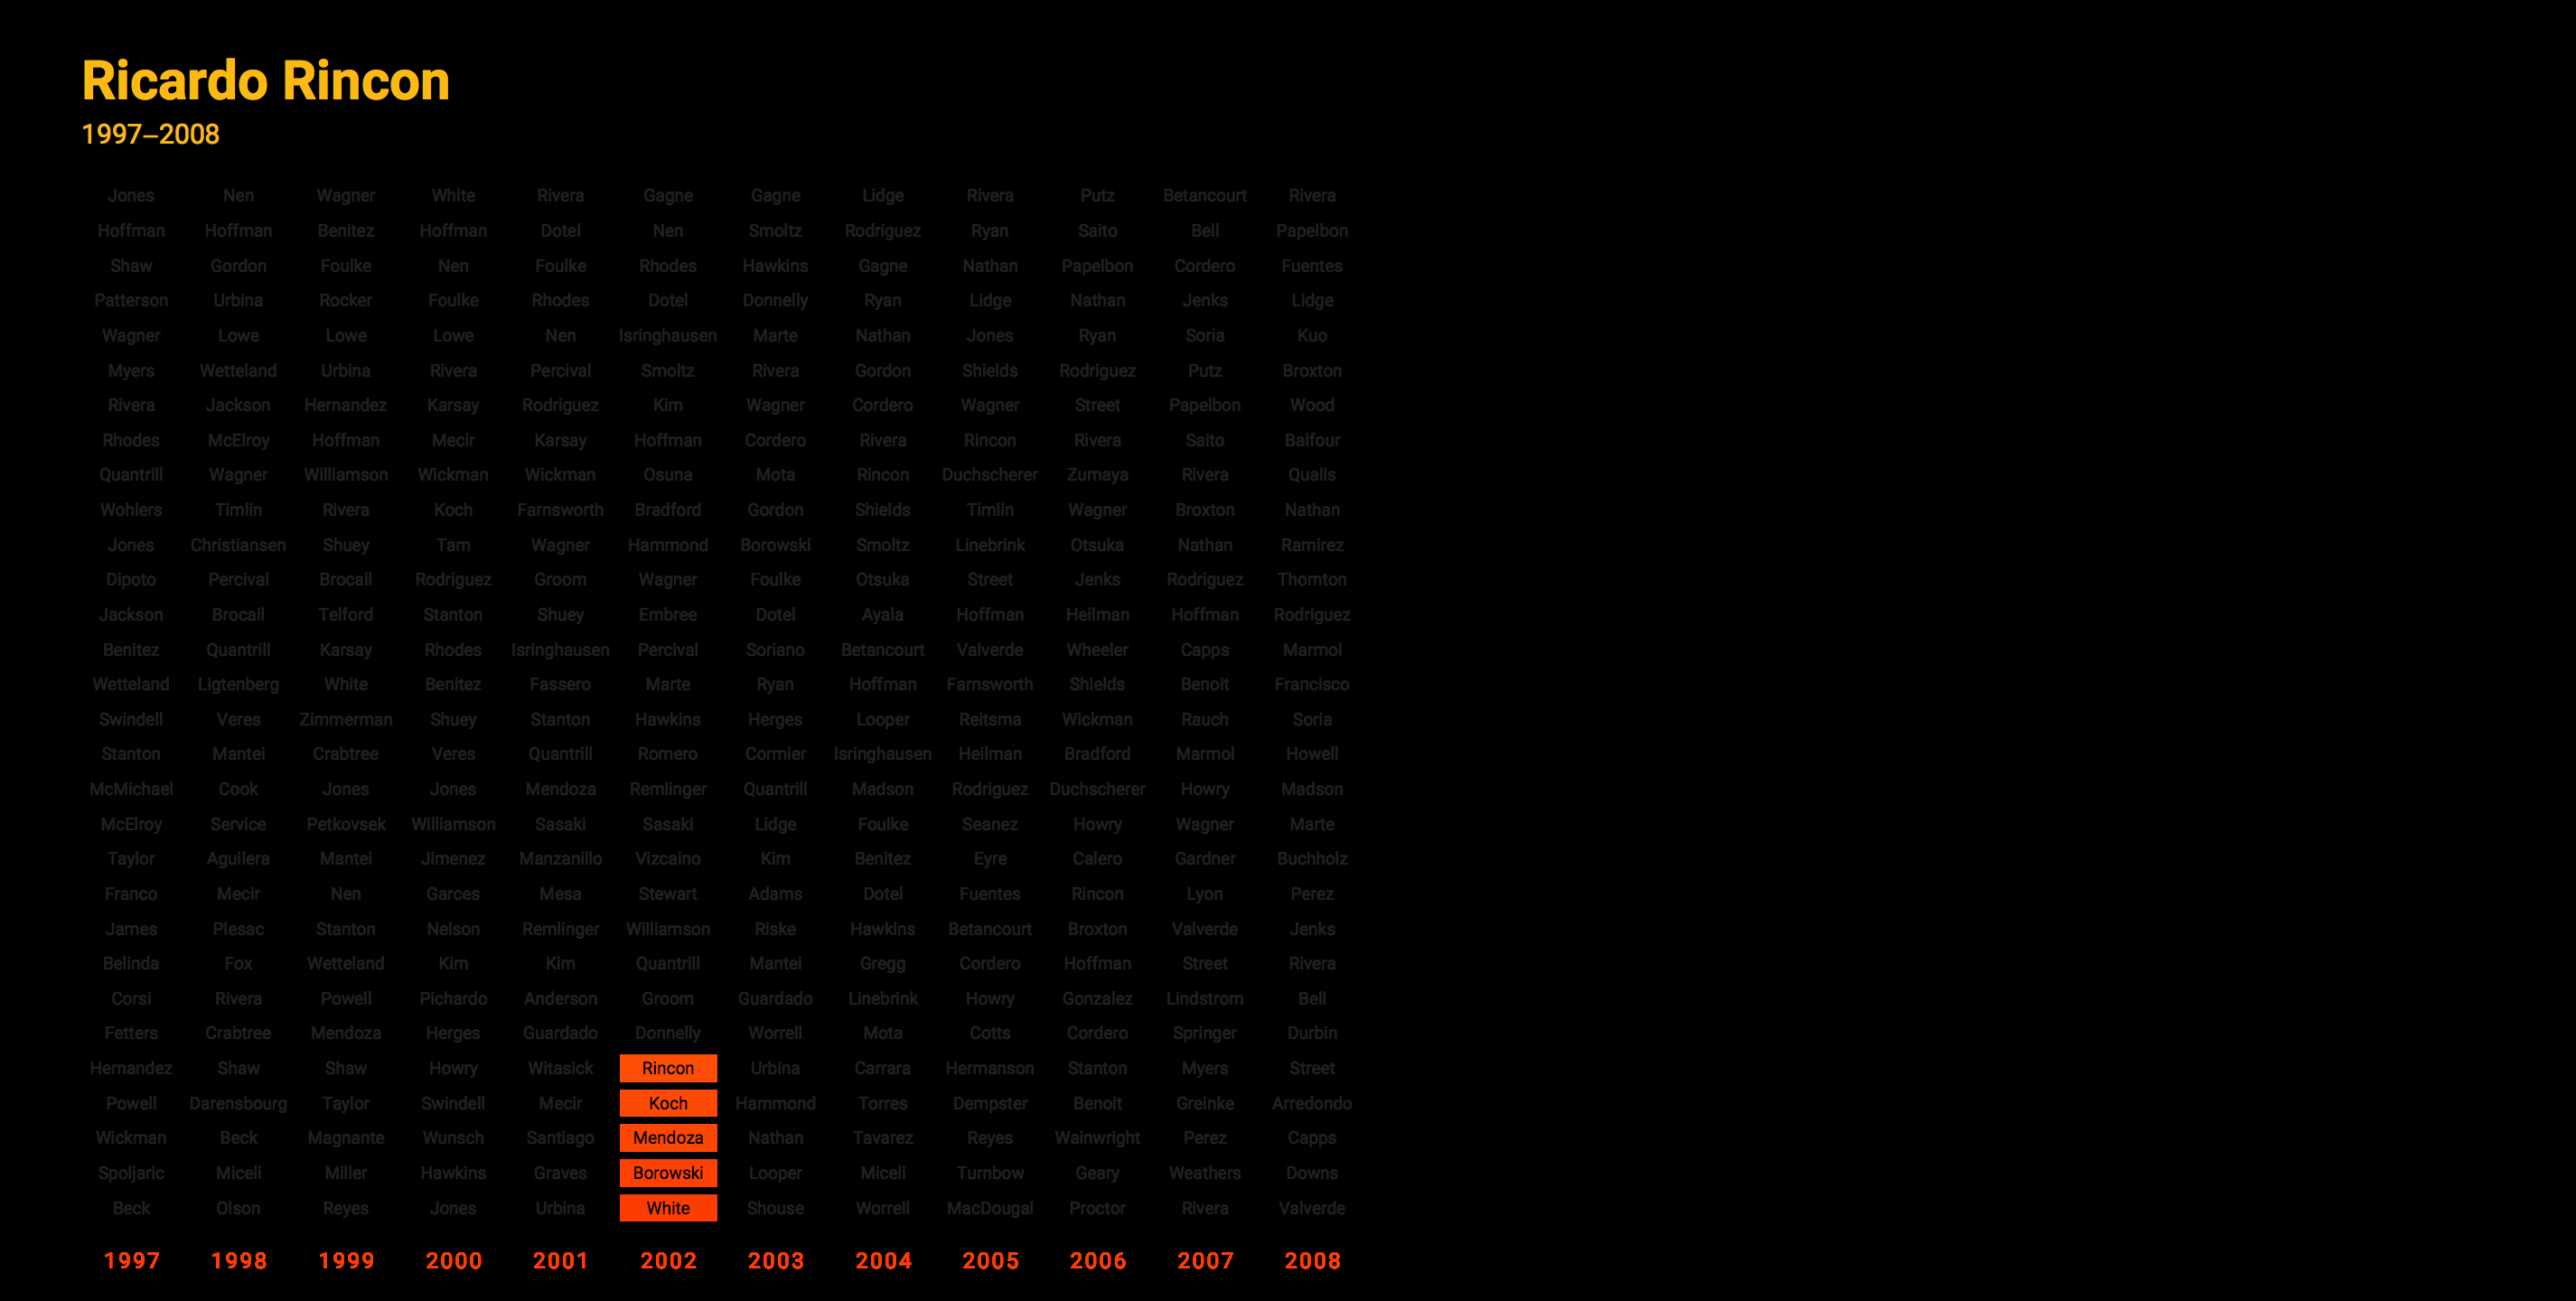 Ricardo Rincon
1997–2008
Jones Nen Wagner White Rivera Gagne Gagne Lidge Rivera Putz Betancourt Rivera
Hoffman Hoffman Benitez Hoffman Dotel Nen Smoltz Rodriguez Ryan Saito Bell Papelbon
Shaw Gordon Foulke Nen Foulke Rhodes Hawkins Gagne Nathan Papelbon Cordero Fuentes
Patterson Urbina Rocker Foulke Rhodes Dotel Donnelly Ryan Lidge Nathan Jenks Lidge
Wagner Lowe Lowe Lowe Nen Isringhausen Marte Nathan Jones Ryan Soria Kuo
Myers Wetteland Urbina Rivera Percival Smoltz Rivera Gordon Shields Rodriguez Putz Broxton
Rivera Jackson Hernandez Karsay Rodriguez Kim Wagner Cordero Wagner Street Papelbon Wood
Rhodes McElroy Hoffman Mecir Karsay Hoffman Cordero Rivera Rincon Rivera Saito Balfour
Quantrill Wagner Williamson Wickman Wickman Osuna Mota Rincon Duchscherer Zumaya Rivera Qualls
Wohlers Timlin Rivera Koch Farnsworth Bradford Gordon Shields Timlin Wagner Broxton Nathan
Jones Christiansen Shuey Tam Wagner Hammond Borowski Smoltz Linebrink Otsuka Nathan Ramirez
Dipoto Percival Brocail Rodriguez Groom Wagner Foulke Otsuka Street Jenks Rodriguez Thornton
Jackson Brocail Telford Stanton Shuey Embree Dotel Ayala Hoffman Heilman Hoffman Rodriguez
Benitez Quantrill Karsay Rhodes Isringhausen Percival Soriano Betancourt Valverde Wheeler Capps Marmol
Wetteland Ligtenberg White Benitez Fassero Marte Ryan Hoffman Farnsworth Shields Benoit Francisco
Swindell Veres Zimmerman Shuey Stanton Hawkins Herges Looper Reitsma Wickman Rauch Soria
Stanton Mantei Crabtree Veres Quantrill Romero Cormier Isringhausen Heilman Bradford Marmol Howell
McMichael Cook Jones Jones Mendoza Remlinger Quantrill Madson Rodriguez Duchscherer Howry Madson
McElroy Service Petkovsek Williamson Sasaki Sasaki Lidge Foulke Seanez Howry Wagner Marte
Taylor Aguilera Mantei Jimenez Manzanillo Vizcaino Kim Benitez Eyre Calero Gardner Buchholz
Franco Mecir Nen Garces Mesa Stewart Adams Dotel Fuentes Rincon Lyon Perez
James Plesac Stanton Nelson Remlinger Williamson Riske Hawkins Betancourt Broxton Valverde Jenks
Belinda Fox Wetteland Kim Kim Quantrill Mantei Gregg Cordero Hoffman Street Rivera
Corsi Rivera Powell Pichardo Anderson Groom Guardado Linebrink Howry Gonzalez Lindstrom Bell
Fetters Crabtree Mendoza Herges Guardado Donnelly Worrell Mota Cotts Cordero Springer Durbin
Hernandez Shaw Shaw Howry Witasick Rincon Urbina Carrara Hermanson Stanton Myers Street
Powell Darensbourg Taylor Swindell Mecir Koch Hammond Torres Dempster Benoit Greinke Arredondo
Wickman Beck Magnante Wunsch Santiago Mendoza Nathan Tavarez Reyes Wainwright Perez Capps
Spoljaric Miceli Miller Hawkins Graves Borowski Looper Miceli Turnbow Geary Weathers Downs
Beck Olson Reyes Jones Urbina White Shouse Worrell MacDougal Proctor Rivera Valverde
1997 1998 1999 2000 2001 2002 2003 2004 2005 2006 2007 2008